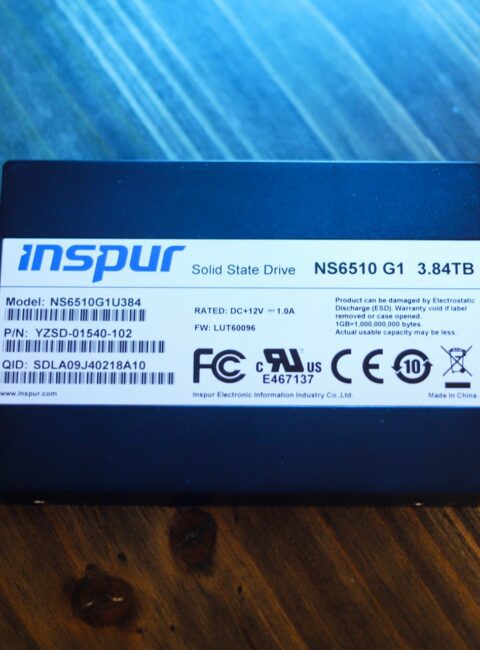 inspur Solid State Drive NS6510 G1 3.84TB
Model: NS6510G1U384
P/N: YZSD-01540-102
QID: SDLA09J40218A10
www.inspur.com
RATED: DC+12V ⎓ 1.0A
FW: LUT60096
Product can be damaged by Electrostatic
Discharge (ESD). Warranty void if label
removed or case opened.
1GB=1,000,000,000 bytes.
Actual usable capacity may be less.
FC C UL US CE 10
E467137
Inspur Electronic Information Industry Co.,Ltd.
Made In China